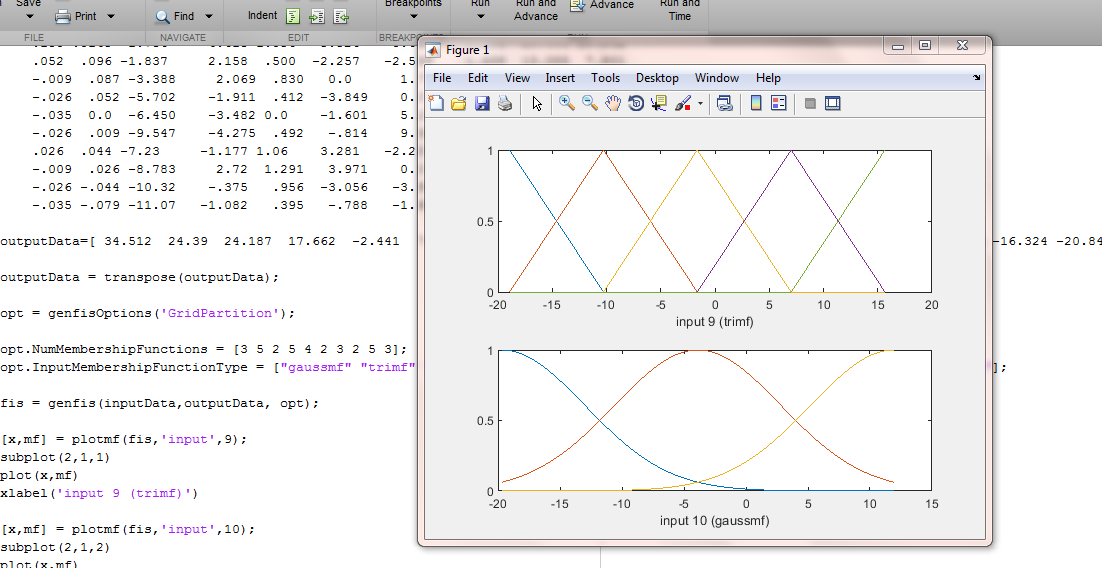 Save Print Find Indent Breakpoints Run Run and Advance Advance Run and Time
FILE NAVIGATE EDIT BREAKPOINTS
.052 .096 -1.837 2.158 .500 -2.257
-.009 .087 -3.388 2.069 .830 0.0
-.026 .052 -5.702 -1.911 .412 -3.849
-.035 0.0 -6.450 -3.482 0.0 -1.601
-.026 .009 -9.547 -4.275 .492 -.814
.026 .044 -7.23 -1.177 1.06 3.281
-.009 .026 -8.783 2.72 1.291 3.971
-.026 -.044 -10.32 -.375 .956 -3.056
-.035 -.079 -11.07 -1.082 .395 -.788
outputData=[ 34.512 24.39 24.187 17.662 -2.441 -16.324 -20.84
outputData = transpose(outputData);
opt = genfisOptions('GridPartition');
opt.NumMembershipFunctions = [3 5 2 5 4 2 3 2 5 3];
opt.InputMembershipFunctionType = ["gaussmf" "trimf" ];
fis = genfis(inputData,outputData, opt);
[x,mf] = plotmf(fis,'input',9);
subplot(2,1,1)
plot(x,mf)
xlabel('input 9 (trimf)')
[x,mf] = plotmf(fis,'input',10);
subplot(2,1,2)
plot(x,mf)
Figure 1
File Edit View Insert Tools Desktop Window Help
1
0.5
0
-20 -15 -10 -5 0 5 10 15 20
input 9 (trimf)
1
0.5
0
-20 -15 -10 -5 0 5 10 15
input 10 (gaussmf)